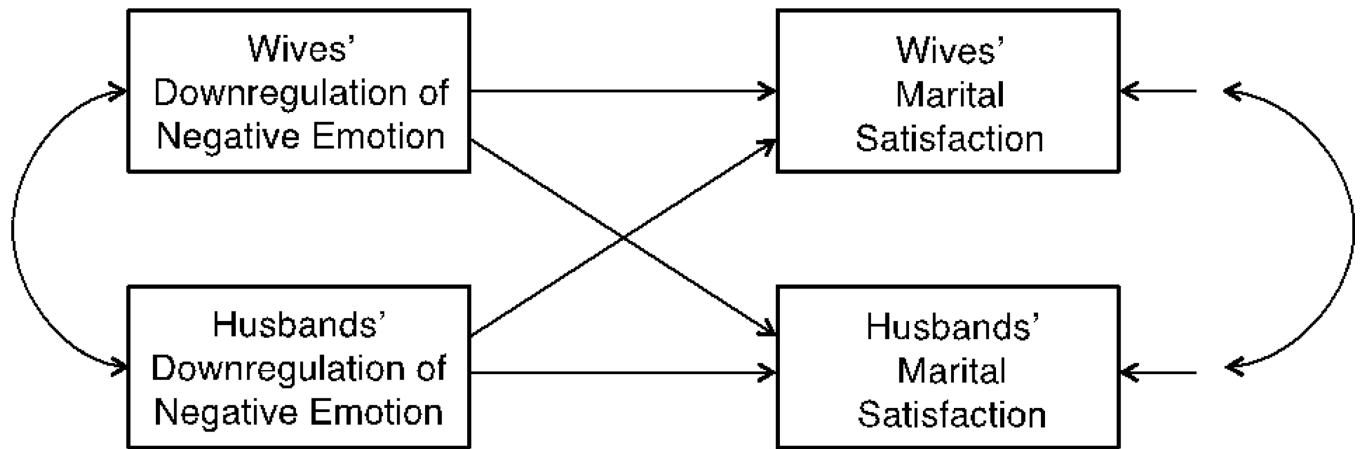 Wives’
Downregulation of
Negative Emotion
Wives’
Marital
Satisfaction
Husbands’
Downregulation of
Negative Emotion
Husbands’
Marital
Satisfaction